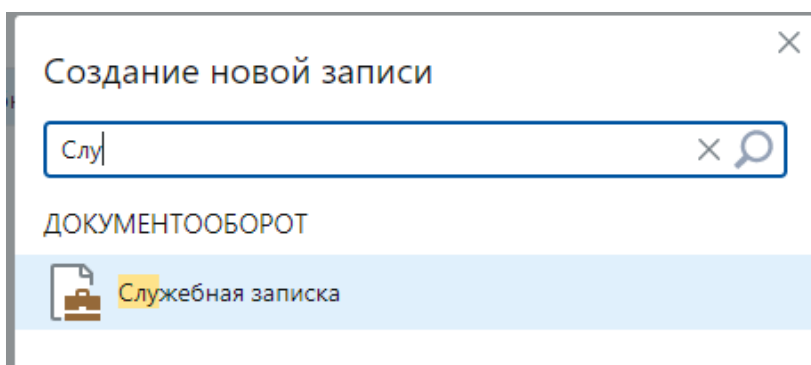 Создание новой записи
Слу
ДОКУМЕНТООБОРОТ
Служебная записка